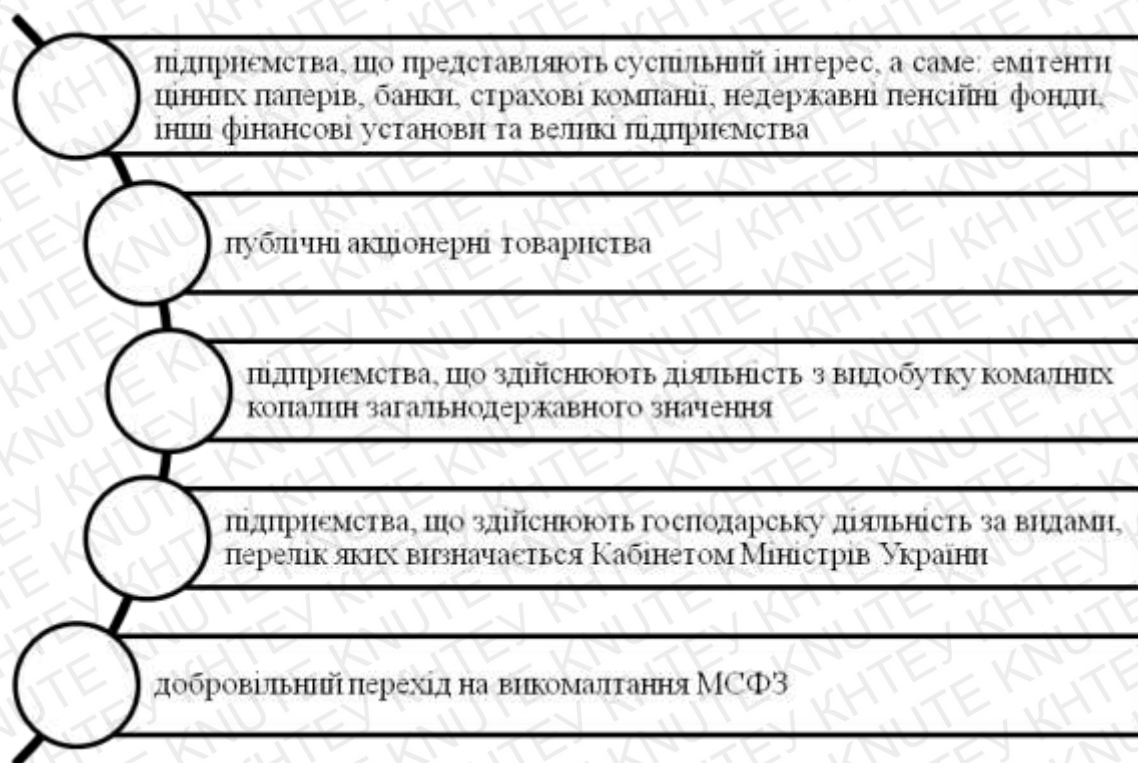 підприємства, що представляють суспільний інтерес, а саме: емітенти
цінних паперів, банки, страхові компанії, недержавні пенсійні фонди,
інші фінансові установи та великі підприємства
публічні акціонерні товариства
підприємства, що здійснюють діяльність з видобутку комалних
копалин загальнодержавного значення
підприємства, що здійснюють господарську діяльність за видами,
перелік яких визначається Кабінетом Міністрів України
добровільний перехід на викомалтання МСФЗ